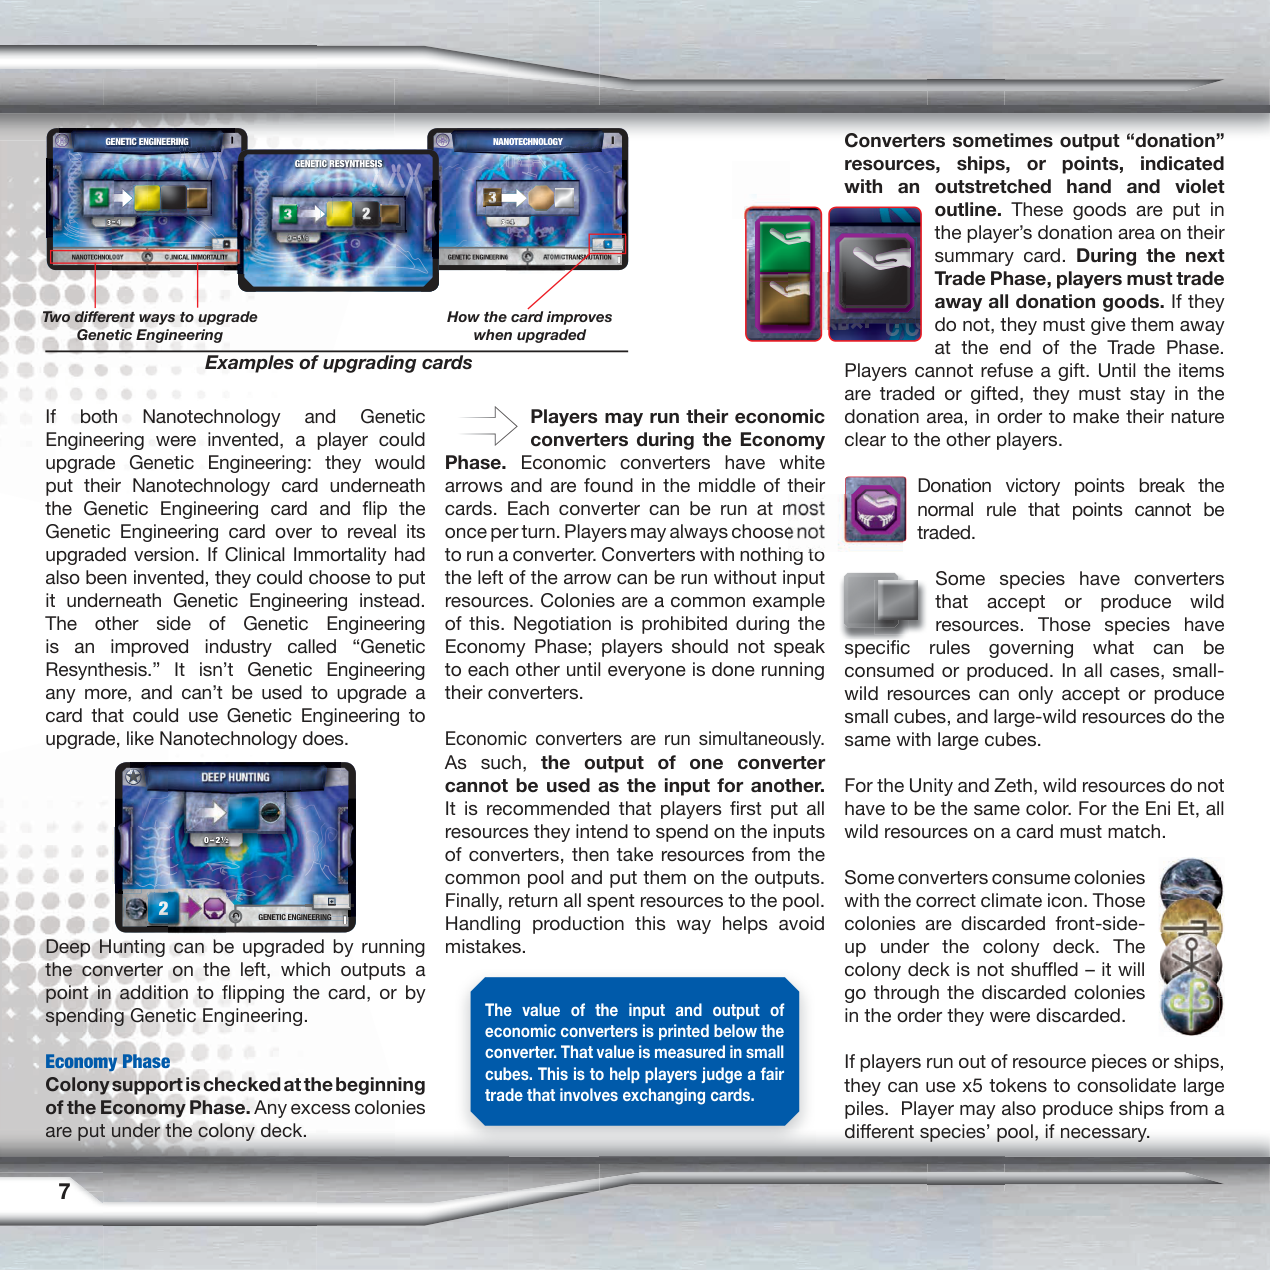 GENETIC ENGINEERING
I
3
3-4
NANOTECHNOLOGY
CLINICAL IMMORTALITY
GENETIC RESYNTHESIS
3
2
NANOTECHNOLOGY
I
3
GENETIC ENGINEERING
ATOMIC TRANSMUTATION
I
Two different ways to upgrade
Genetic Engineering
How the card improves
when upgraded
Examples of upgrading cards
If both Nanotechnology and Genetic
Engineering were invented, a player could
upgrade Genetic Engineering: they would
put their Nanotechnology card underneath
the Genetic Engineering card and flip the
Genetic Engineering card over to reveal its
upgraded version. If Clinical Immortality had
also been invented, they could choose to put
it underneath Genetic Engineering instead.
The other side of Genetic Engineering
is an improved industry called “Genetic
Resynthesis.” It isn’t Genetic Engineering
any more, and can’t be used to upgrade a
card that could use Genetic Engineering to
upgrade, like Nanotechnology does.
DEEP HUNTING
0-2½
2
GENETIC ENGINEERING
I
Deep Hunting can be upgraded by running
the converter on the left, which outputs a
point in addition to flipping the card, or by
spending Genetic Engineering.
Economy Phase
Colony support is checked at the beginning
of the Economy Phase. Any excess colonies
are put under the colony deck.
Players may run their economic
converters during the Economy
Phase. Economic converters have white
arrows and are found in the middle of their
cards. Each converter can be run at most
once per turn. Players may always choose not
to run a converter. Converters with nothing to
the left of the arrow can be run without input
resources. Colonies are a common example
of this. Negotiation is prohibited during the
Economy Phase; players should not speak
to each other until everyone is done running
their converters.
Economic converters are run simultaneously.
As such, the output of one converter
cannot be used as the input for another.
It is recommended that players first put all
resources they intend to spend on the inputs
of converters, then take resources from the
common pool and put them on the outputs.
Finally, return all spent resources to the pool.
Handling production this way helps avoid
mistakes.
The value of the input and output of
economic converters is printed below the
converter. That value is measured in small
cubes. This is to help players judge a fair
trade that involves exchanging cards.
Converters sometimes output “donation”
resources, ships, or points, indicated
with an outstretched hand and violet
outline. These goods are put in
the player’s donation area on their
summary card. During the next
Trade Phase, players must trade
away all donation goods. If they
do not, they must give them away
at the end of the Trade Phase.
Players cannot refuse a gift. Until the items
are traded or gifted, they must stay in the
donation area, in order to make their nature
clear to the other players.
Donation victory points break the
normal rule that points cannot be
traded.
Some species have converters
that accept or produce wild
resources. Those species have
specific rules governing what can be
consumed or produced. In all cases, small-
wild resources can only accept or produce
small cubes, and large-wild resources do the
same with large cubes.
For the Unity and Zeth, wild resources do not
have to be the same color. For the Eni Et, all
wild resources on a card must match.
Some converters consume colonies
with the correct climate icon. Those
colonies are discarded front-side-
up under the colony deck. The
colony deck is not shuffled – it will
go through the discarded colonies
in the order they were discarded.
If players run out of resource pieces or ships,
they can use x5 tokens to consolidate large
piles.  Player may also produce ships from a
different species’ pool, if necessary.
7